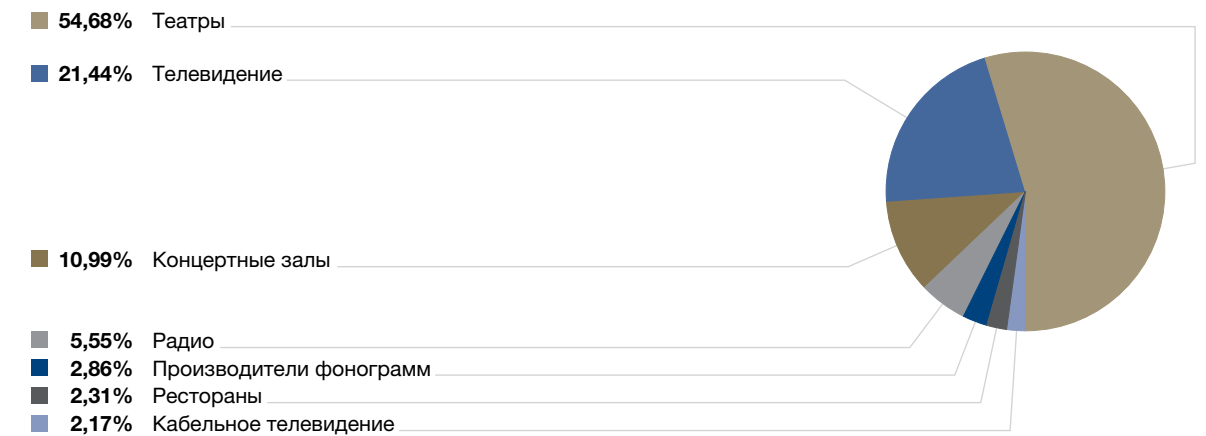 54,68% Театры
21,44% Телевидение
10,99% Концертные залы
5,55% Радио
2,86% Производители фонограмм
2,31% Рестораны
2,17% Кабельное телевидение